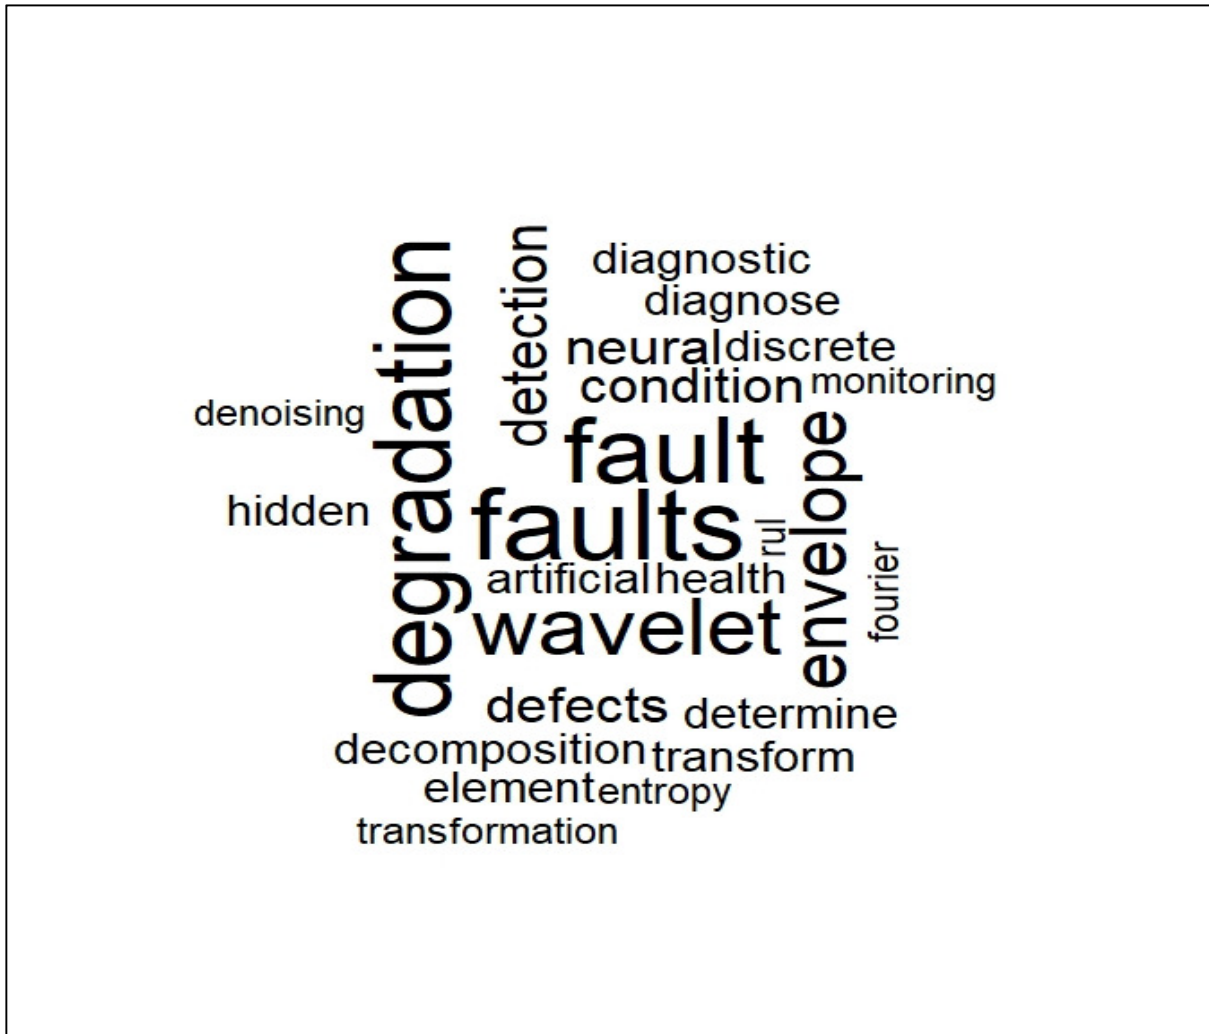 degradation
detection
diagnostic
diagnose
neural discrete
condition monitoring
denoising
fault
envelope
hidden
faults
rul
fourier
artificial health
wavelet
defects determine
decomposition transform
element entropy
transformation